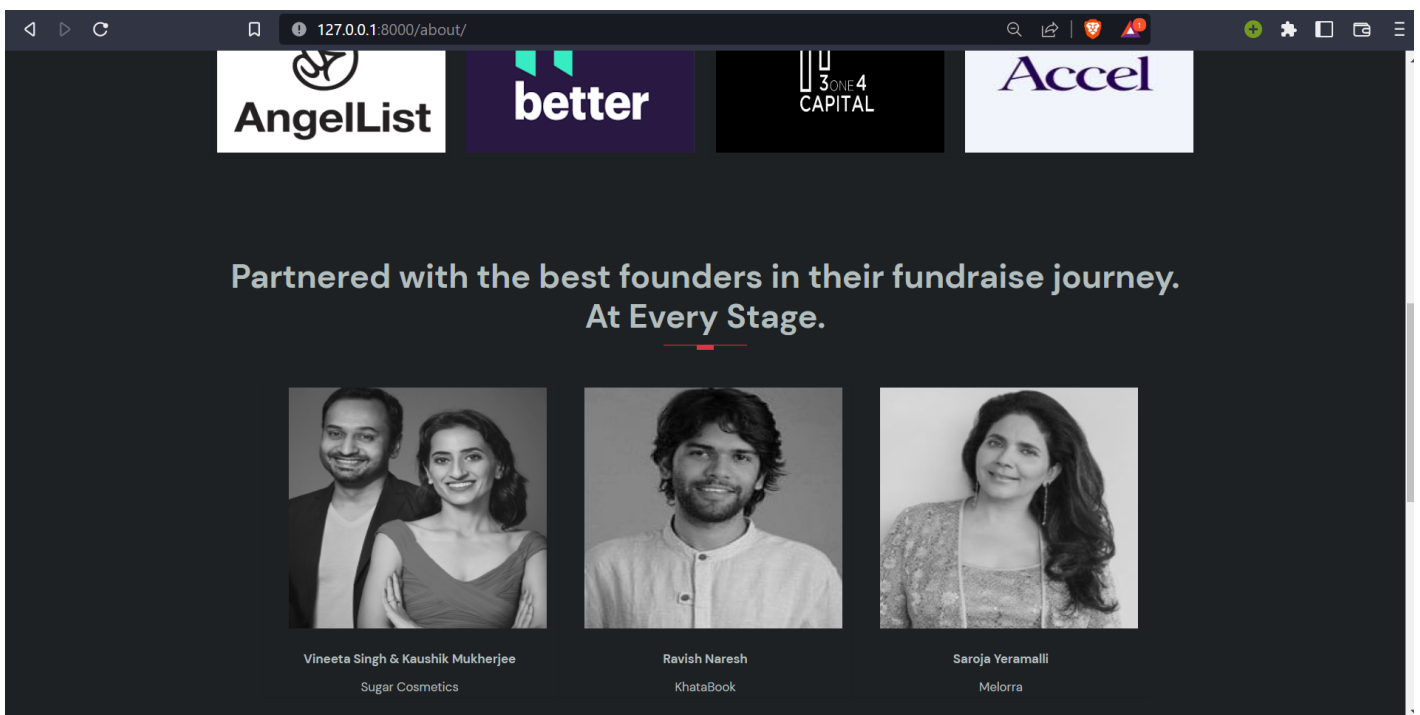 127.0.0.1:8000/about/
1
AngelList
better
3ONE4
CAPITAL
Accel
Partnered with the best founders in their fundraise journey.
At Every Stage.
Vineeta Singh & Kaushik Mukherjee
Ravish Naresh
Saroja Yeramalli
Sugar Cosmetics
KhataBook
Melorra